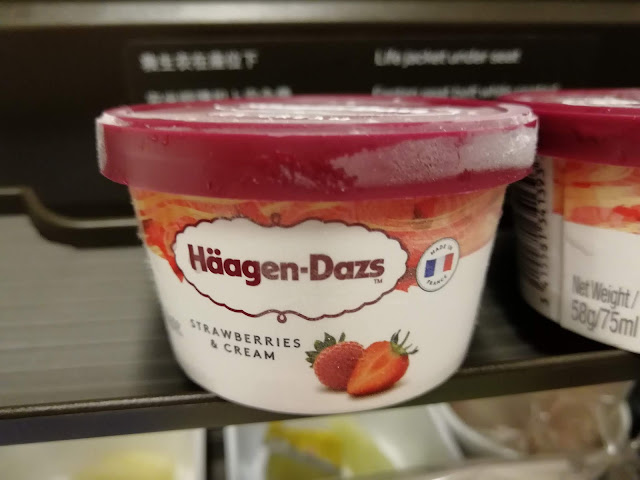 救生衣在座位下
Life jacket under seat
Häagen-Dazs
TM
MADE IN
FRANCE
STRAWBERRIES
& CREAM
Net Weight/
58g/75ml